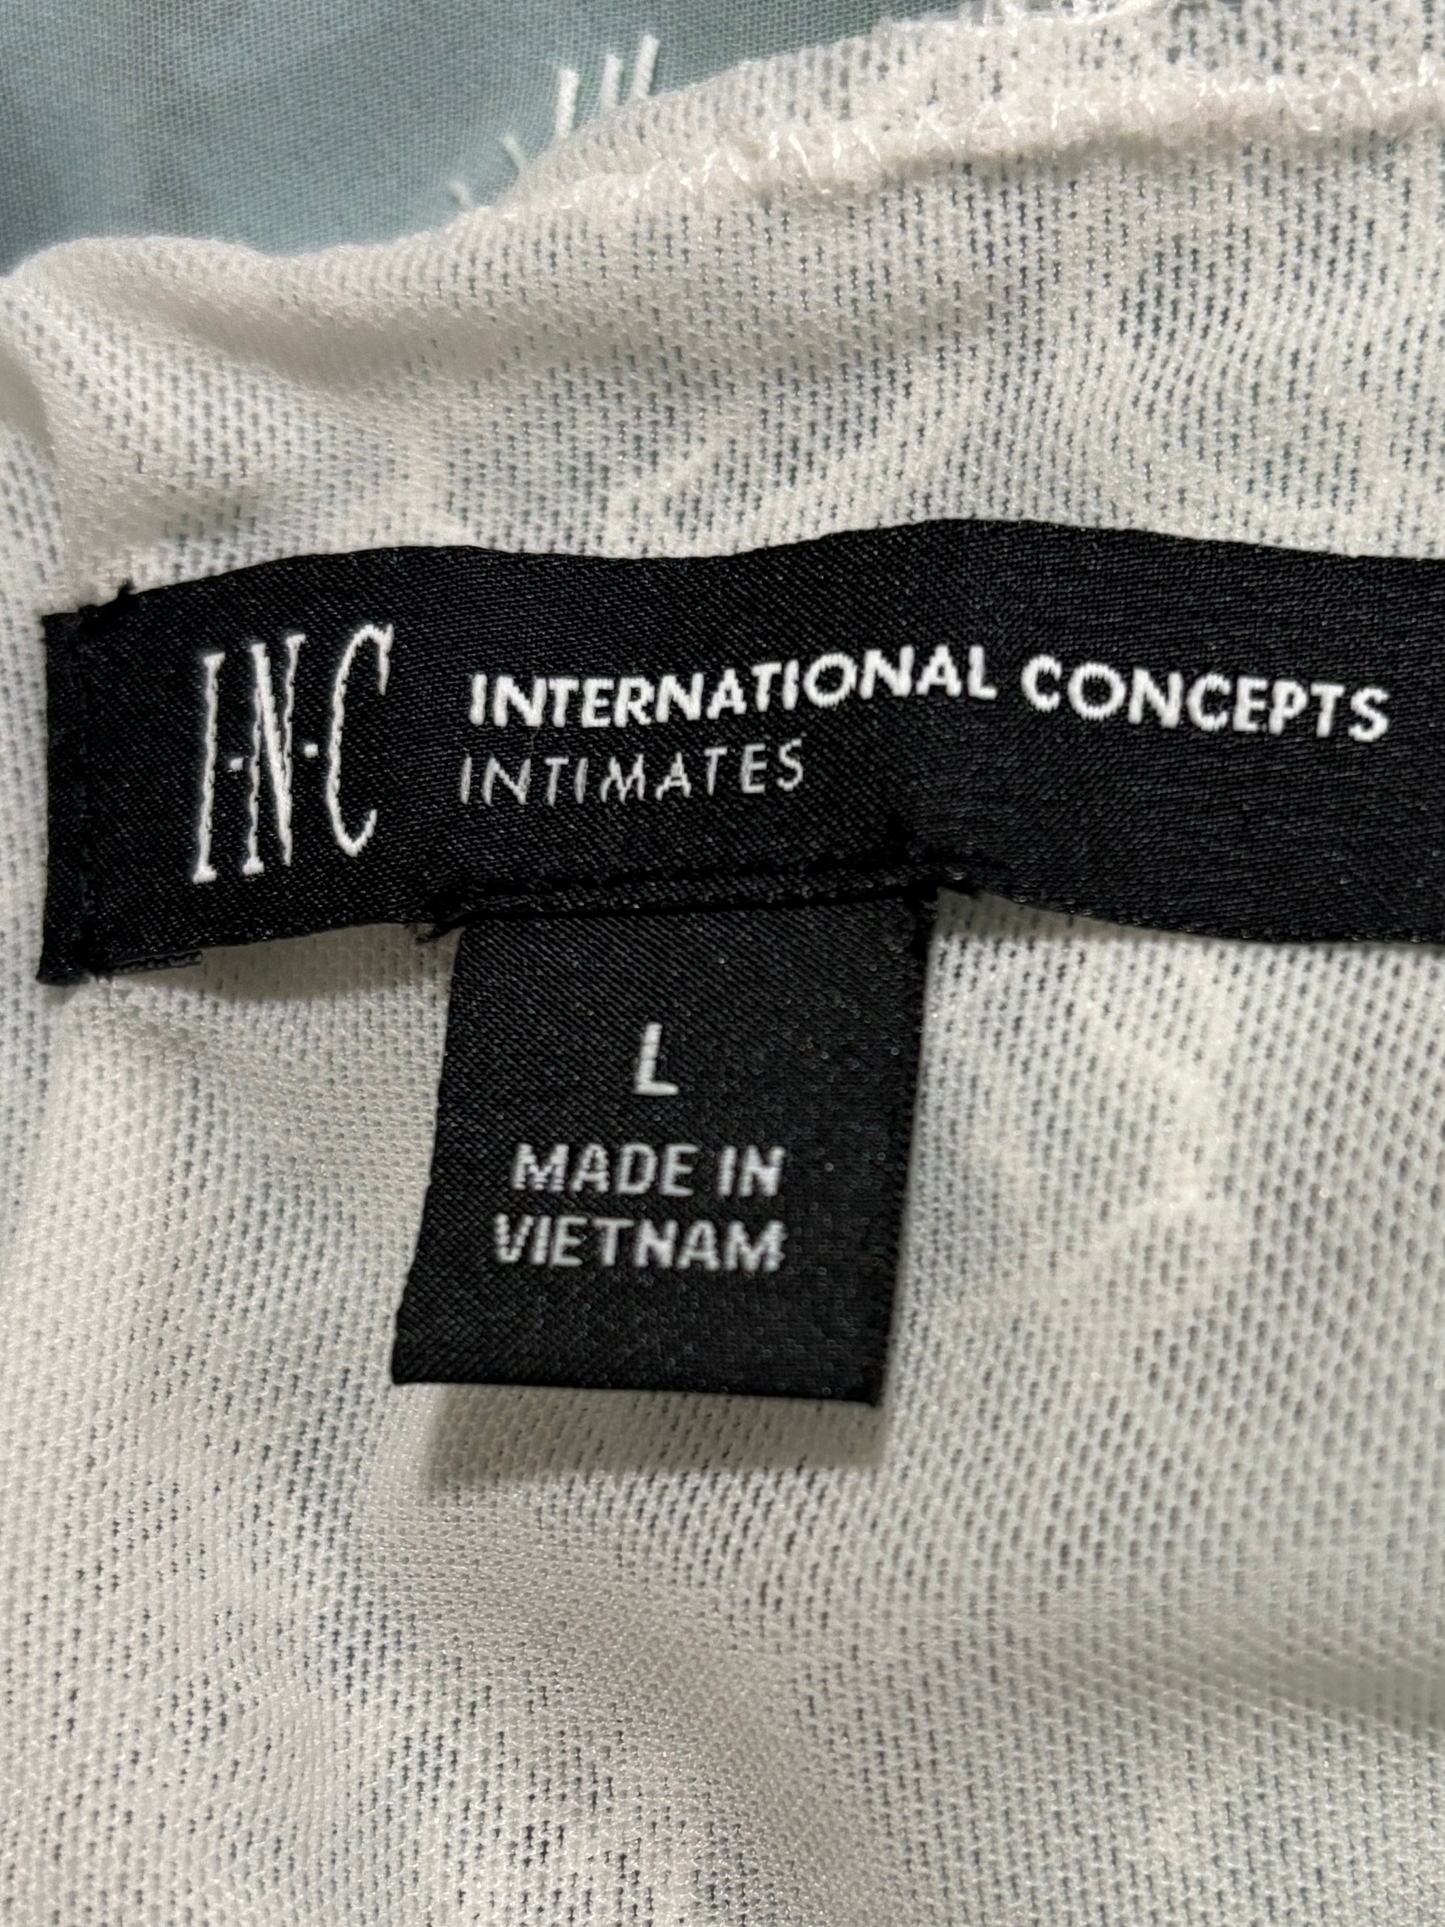 I·N·C INTERNATIONAL CONCEPTS
INTIMATES
L
MADE IN
VIETNAM